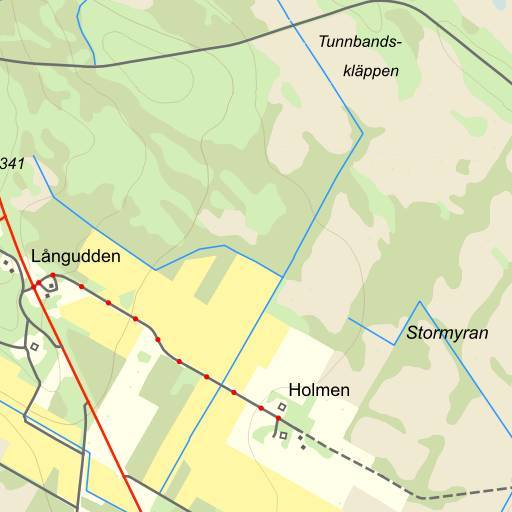 Tunnbands-
kläppen
341
Långudden
Stormyran
Holmen